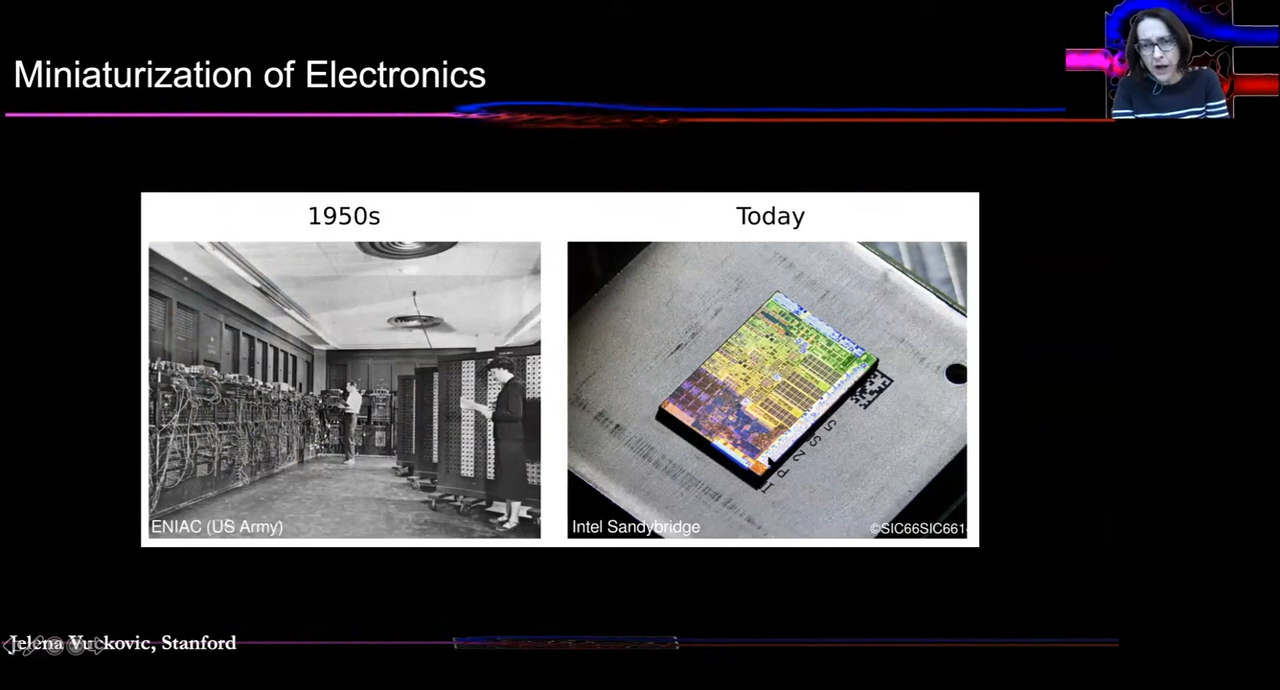 Miniaturization of Electronics
1950s
Today
ENIAC (US Army)
Intel Sandybridge
©SIC66SIC661
Jelena Vuckovic, Stanford